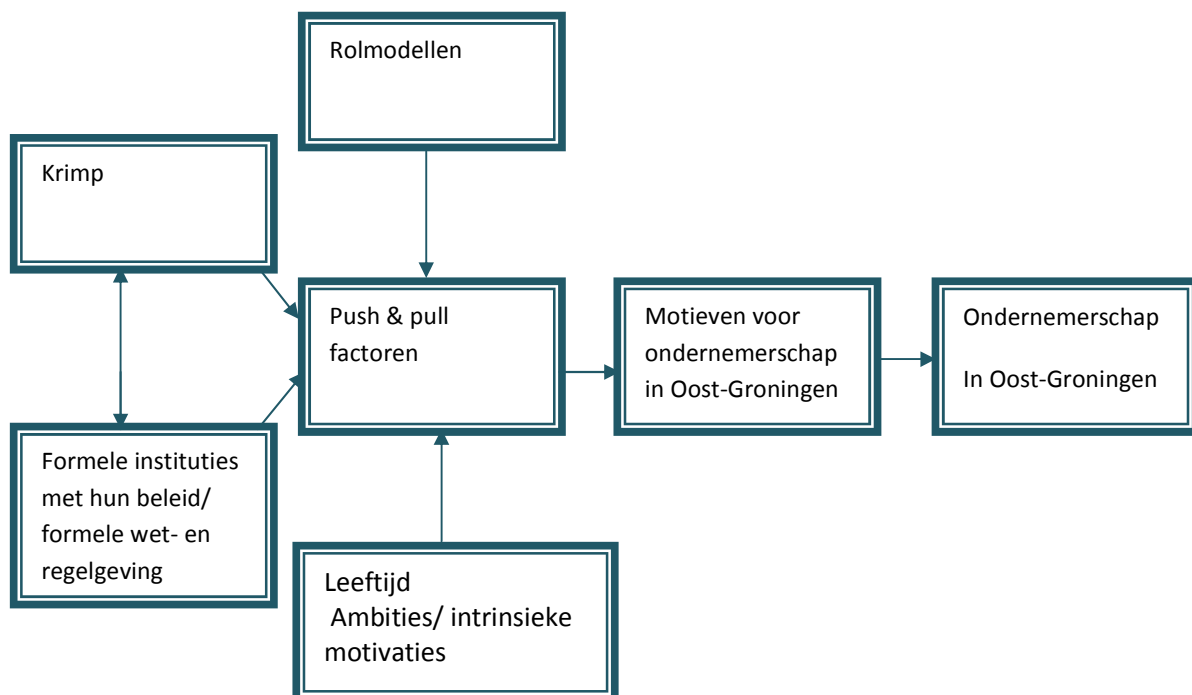 Rolmodellen
Krimp
Push & pull
factoren
Motieven voor
ondernemerschap
in Oost-Groningen
Ondernemerschap
In Oost-Groningen
Formele instituties
met hun beleid/
formele wet- en
regelgeving
Leeftijd
Ambities/ intrinsieke
motivaties